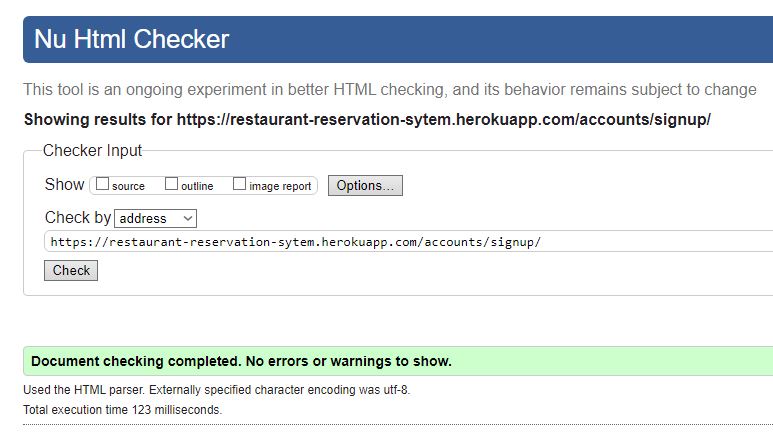 Nu Html Checker
This tool is an ongoing experiment in better HTML checking, and its behavior remains subject to change
Showing results for https://restaurant-reservation-sytem.herokuapp.com/accounts/signup/
Checker Input
Show source outline image report Options...
Check by address
https://restaurant-reservation-sytem.herokuapp.com/accounts/signup/
Check
Document checking completed. No errors or warnings to show.
Used the HTML parser. Externally specified character encoding was utf-8.
Total execution time 123 milliseconds.